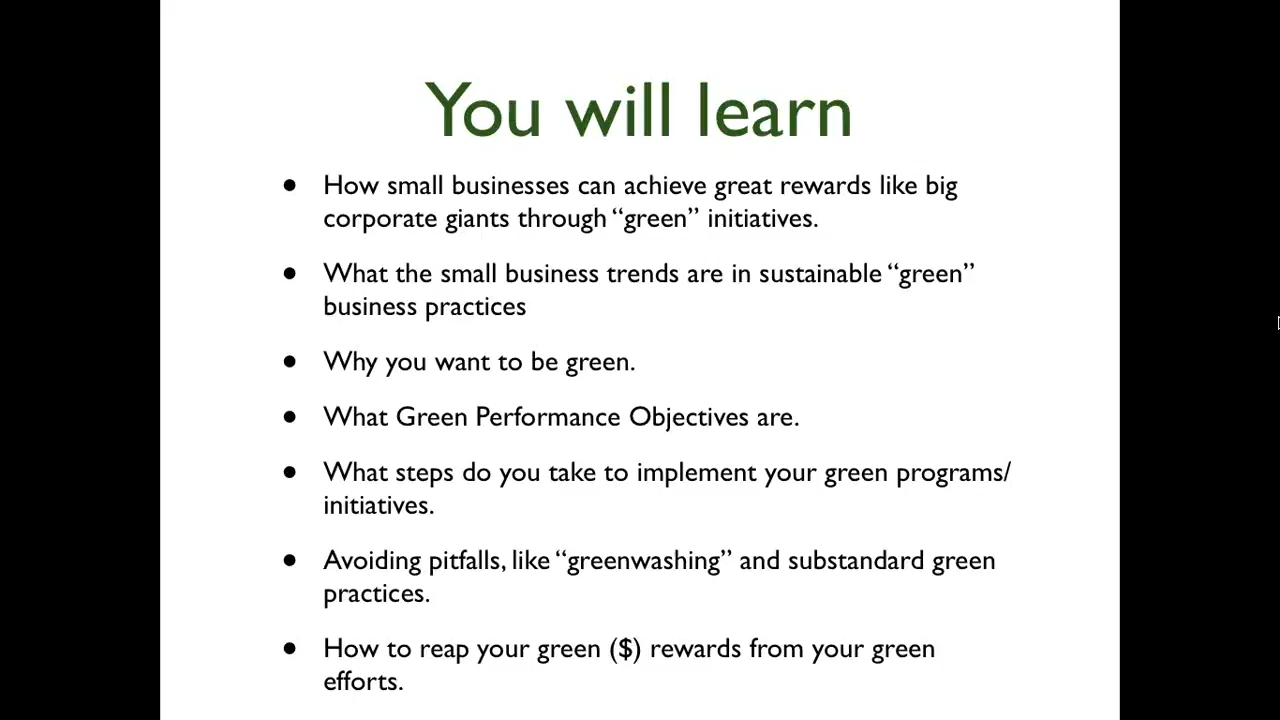 You will learn
• How small businesses can achieve great rewards like big
corporate giants through “green” initiatives.
• What the small business trends are in sustainable “green”
business practices
• Why you want to be green.
• What Green Performance Objectives are.
• What steps do you take to implement your green programs/
initiatives.
• Avoiding pitfalls, like “greenwashing” and substandard green
practices.
• How to reap your green ($) rewards from your green
efforts.